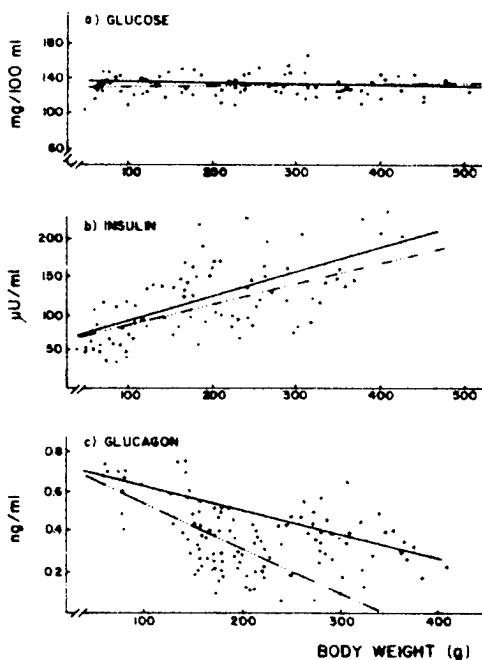 a) GLUCOSE
mg/100 ml
180
140
100
60
100 200 300 400 500
b) INSULIN
µU/ml
200
150
100
50
100 200 300 400 500
c) GLUCAGON
ng/ml
0.8
0.6
0.4
0.2
100 200 300 400
BODY WEIGHT (g)